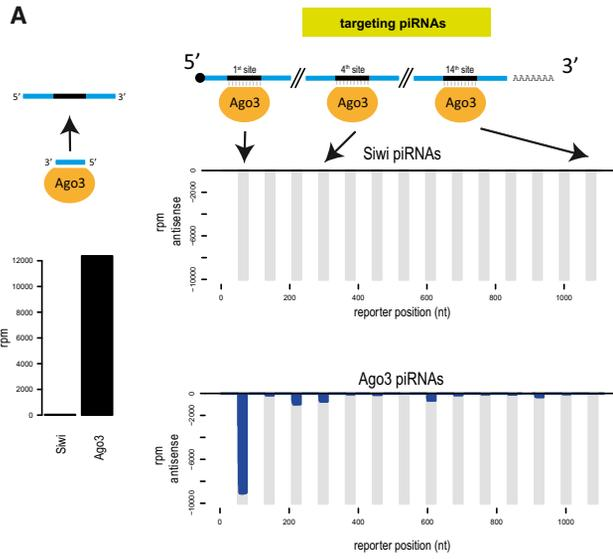 A
targeting piRNAs
5’
1st site
4th site
14th site
AAAAAAA
3’
Ago3
Ago3
Ago3
5’
3’
3’
5’
Ago3
Siwi piRNAs
rpm
antisense
0
−2000
−6000
−10000
0
200
400
600
800
1000
reporter position (nt)
rpm
12000
10000
8000
6000
4000
2000
0
Siwi
Ago3
Ago3 piRNAs
rpm
antisense
0
−2000
−6000
−10000
0
200
400
600
800
1000
reporter position (nt)